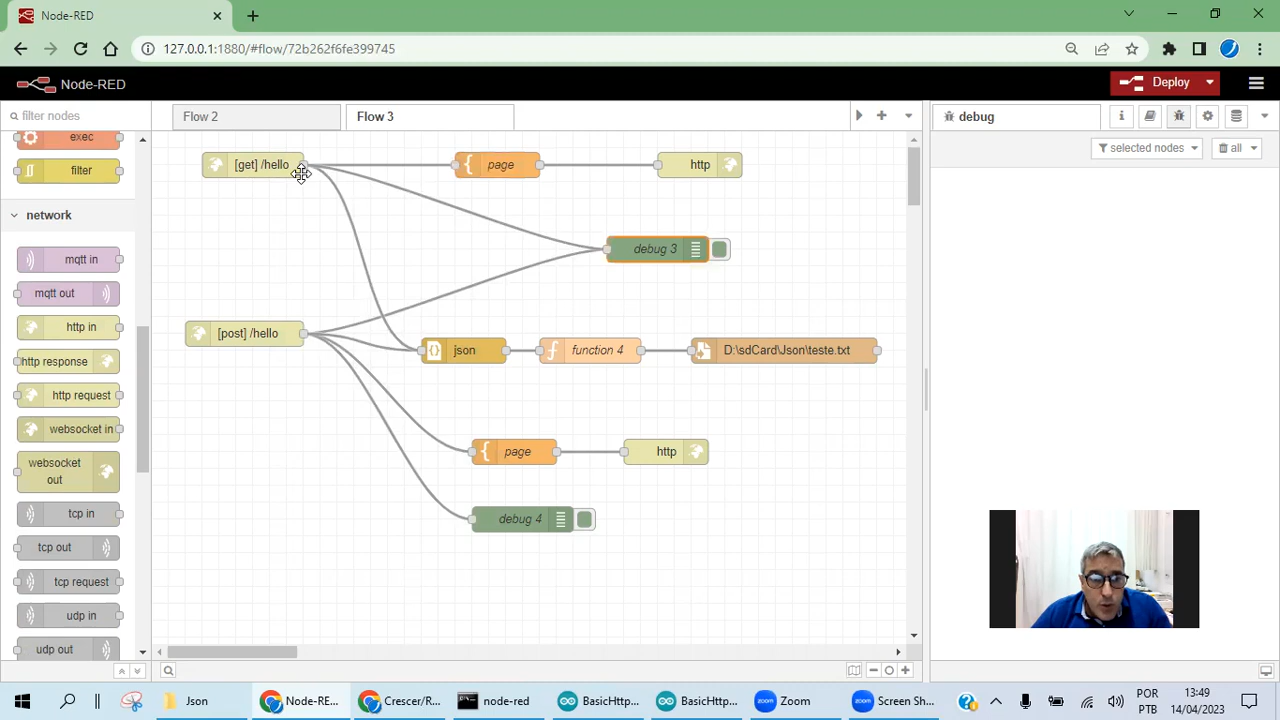 Node-RED
127.0.0.1:1880/#flow/72b262f6fe399745
Node-RED
Deploy
filter nodes
Flow 2
Flow 3
debug
exec
filter
network
mqtt in
mqtt out
http in
http response
http request
websocket in
websocket out
tcp in
tcp out
tcp request
udp in
udp out
[get] /hello
page
http
debug 3
[post] /hello
json
function 4
D:\sdCard\Json\teste.txt
page
http
debug 4
selected nodes
all
Json
Node-RE...
Crescer/R...
node-red
BasicHttp...
BasicHttp...
Zoom
Screen Sh...
POR
PTB
13:49
14/04/2023